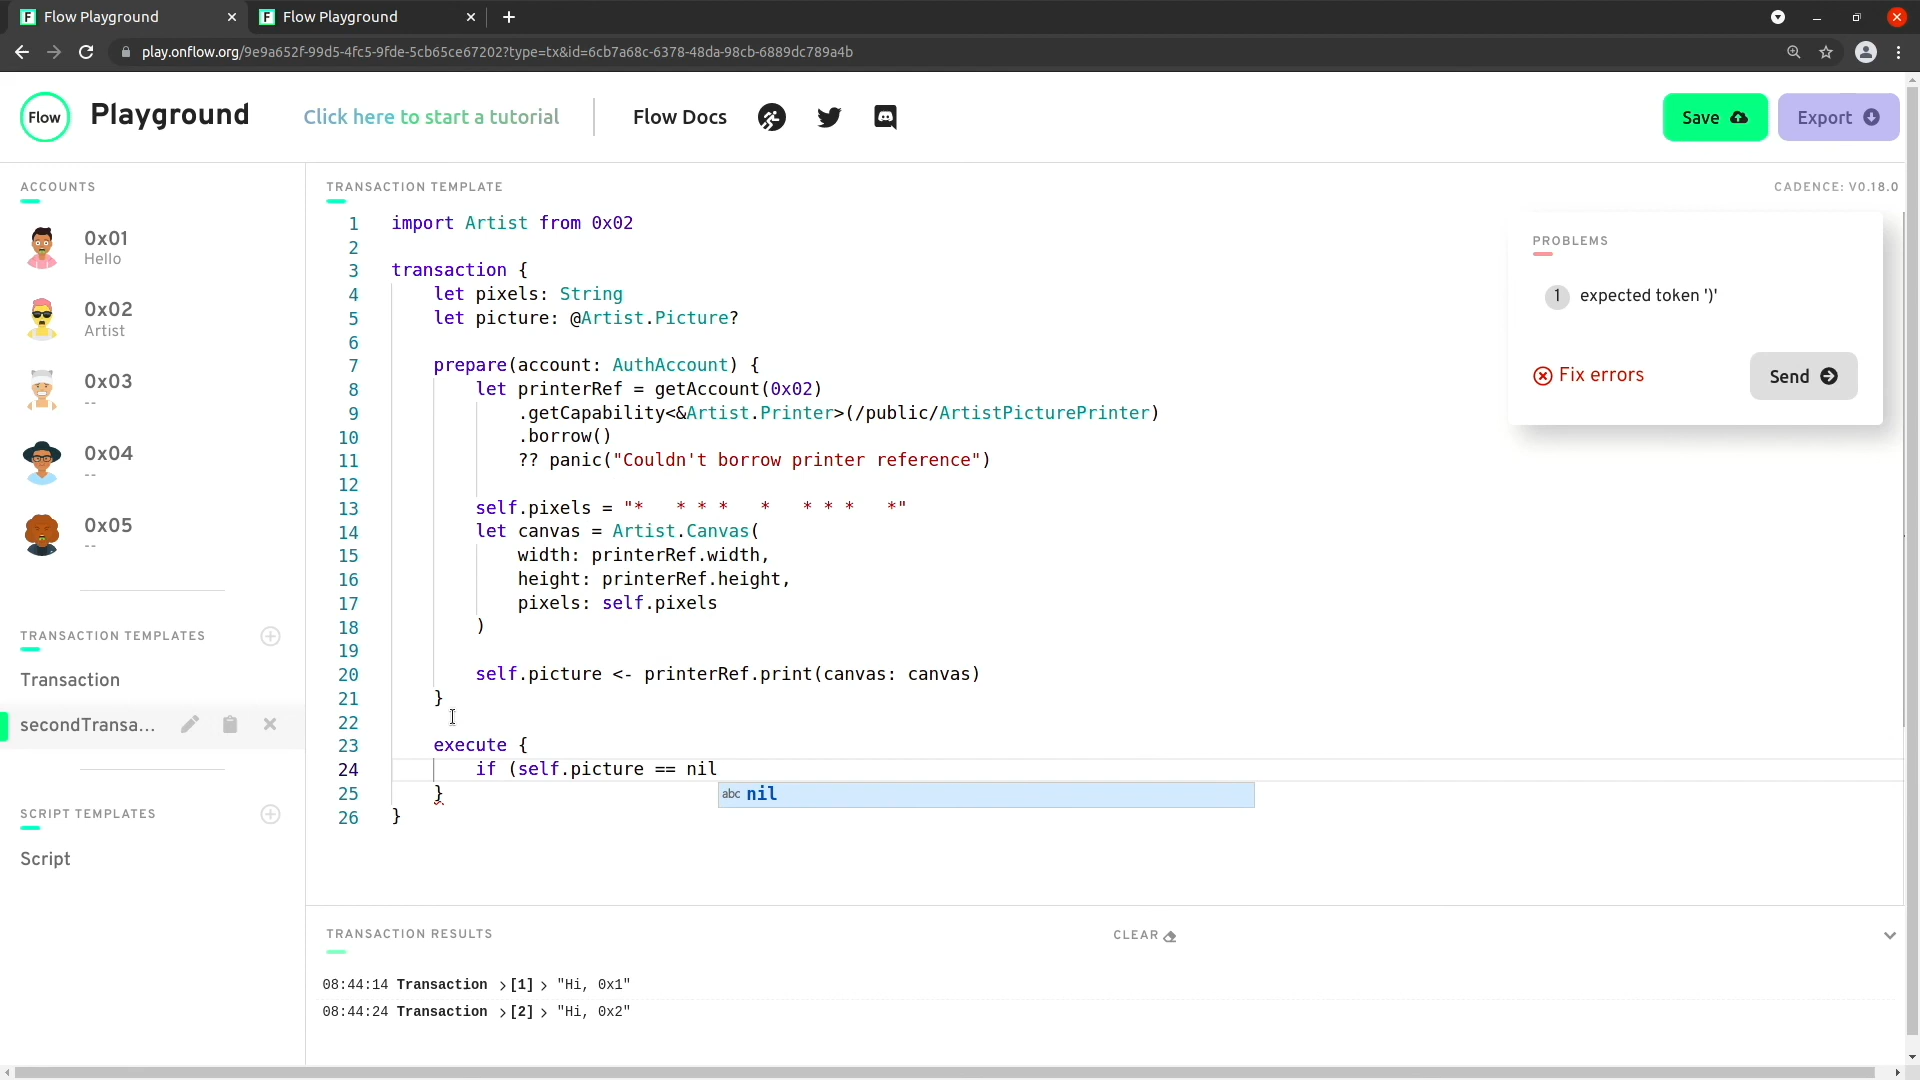 Flow Playground
Flow Playground
play.onflow.org/9e9a652f-99d5-4fc5-9fde-5cb65ce67202?type=tx&id=6cb7a68c-6378-48da-98cb-6889dc789a4b
Flow
Playground
Click here to start a tutorial
Flow Docs
Save
Export
ACCOUNTS
0x01
Hello
0x02
Artist
0x03
--
0x04
--
0x05
--
TRANSACTION TEMPLATES
Transaction
secondTransa...
SCRIPT TEMPLATES
Script
TRANSACTION TEMPLATE
CADENCE: V0.18.0
1 import Artist from 0x02
2
3 transaction {
4 let pixels: String
5 let picture: @Artist.Picture?
6
7 prepare(account: AuthAccount) {
8 let printerRef = getAccount(0x02)
9 .getCapability<&Artist.Printer>(/public/ArtistPicturePrinter)
10 .borrow()
11 ?? panic("Couldn't borrow printer reference")
12
13 self.pixels = "*   * * *   *   * * *   *"
14 let canvas = Artist.Canvas(
15 width: printerRef.width,
16 height: printerRef.height,
17 pixels: self.pixels
18 )
19
20 self.picture <- printerRef.print(canvas: canvas)
21 }
22
23 execute {
24 if (self.picture == nil
25 }
abc nil
26 }
PROBLEMS
1 expected token ')'
Fix errors
Send
TRANSACTION RESULTS
CLEAR
08:44:14 Transaction >[1] > "Hi, 0x1"
08:44:24 Transaction >[2] > "Hi, 0x2"